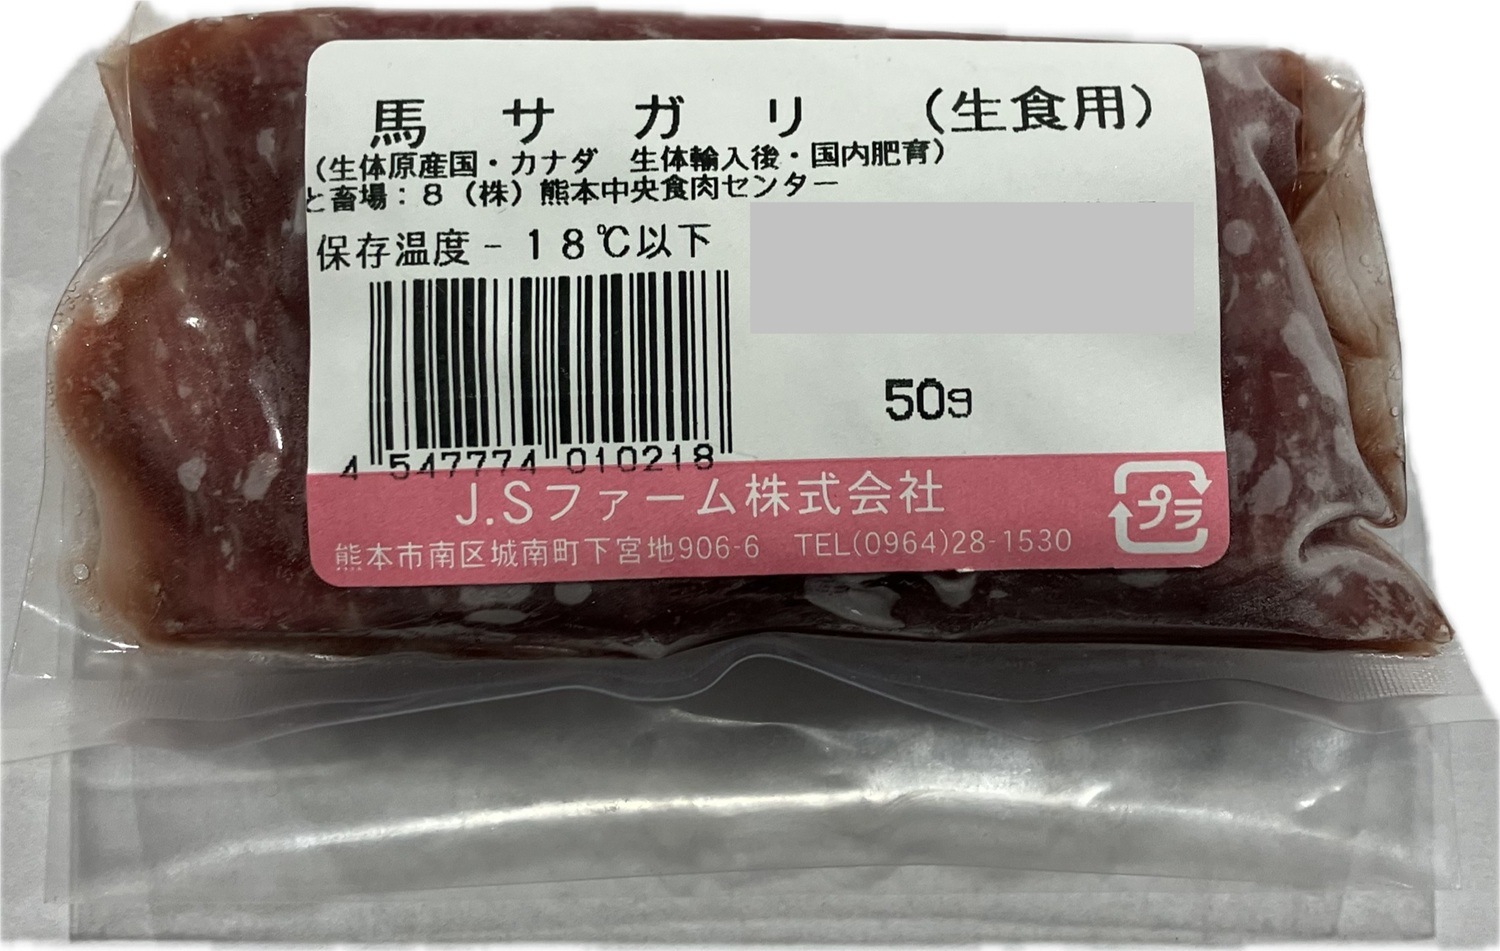 馬サガリ (生食用)
(生体原産国・カナダ 生体輸入後・国内肥育)
と畜場：8 (株) 熊本中央食肉センター
保存温度－18℃以下
50g
4 547774 010218
J.Sファーム株式会社
熊本市南区城南町下宮地906-6 TEL(0964)28-1530
プラ